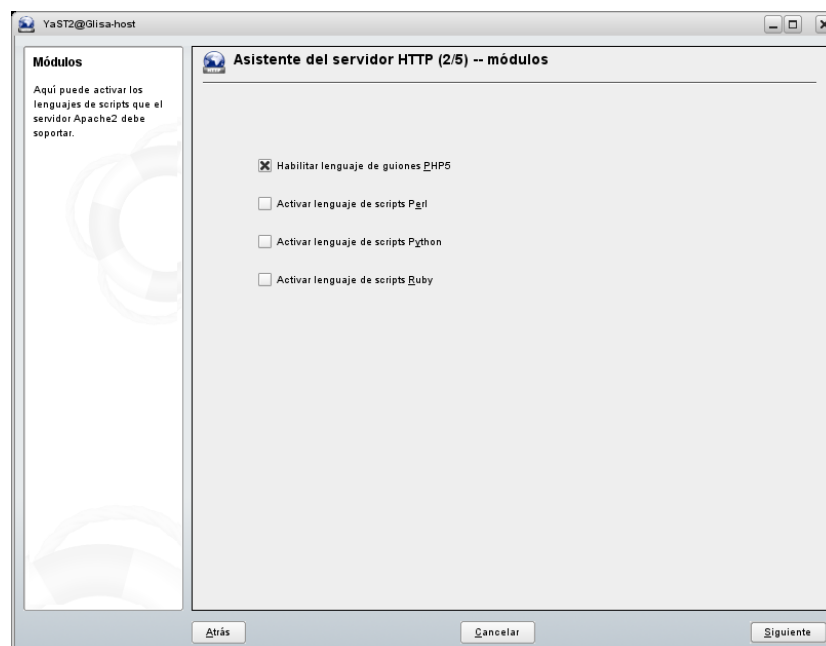 YaST2@Glisa-host
Módulos
Aquí puede activar los
lenguajes de scripts que el
servidor Apache2 debe
soportar.
Asistente del servidor HTTP (2/5) -- módulos
Habilitar lenguaje de guiones PHP5
Activar lenguaje de scripts Perl
Activar lenguaje de scripts Python
Activar lenguaje de scripts Ruby
Atrás
Cancelar
Siguiente